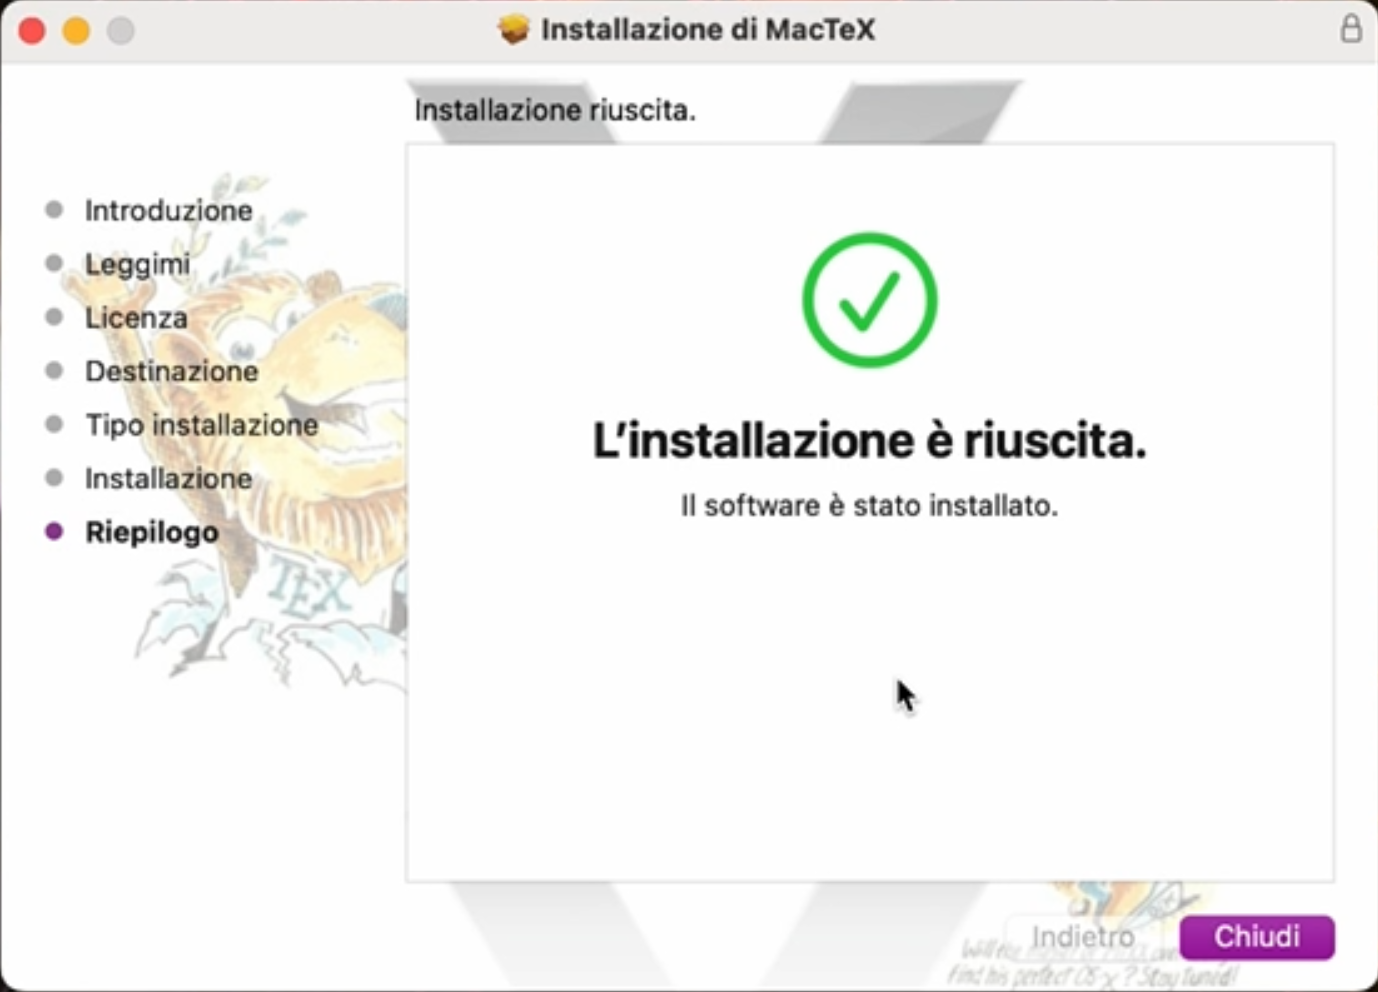 Installazione di MacTeX
Installazione riuscita.
Introduzione
Leggimi
Licenza
Destinazione
Tipo installazione
Installazione
Riepilogo
L'installazione è riuscita.
Il software è stato installato.
TEX
Indietro
Chiudi
Will the
find his perfect OS X? Stay Tuned!